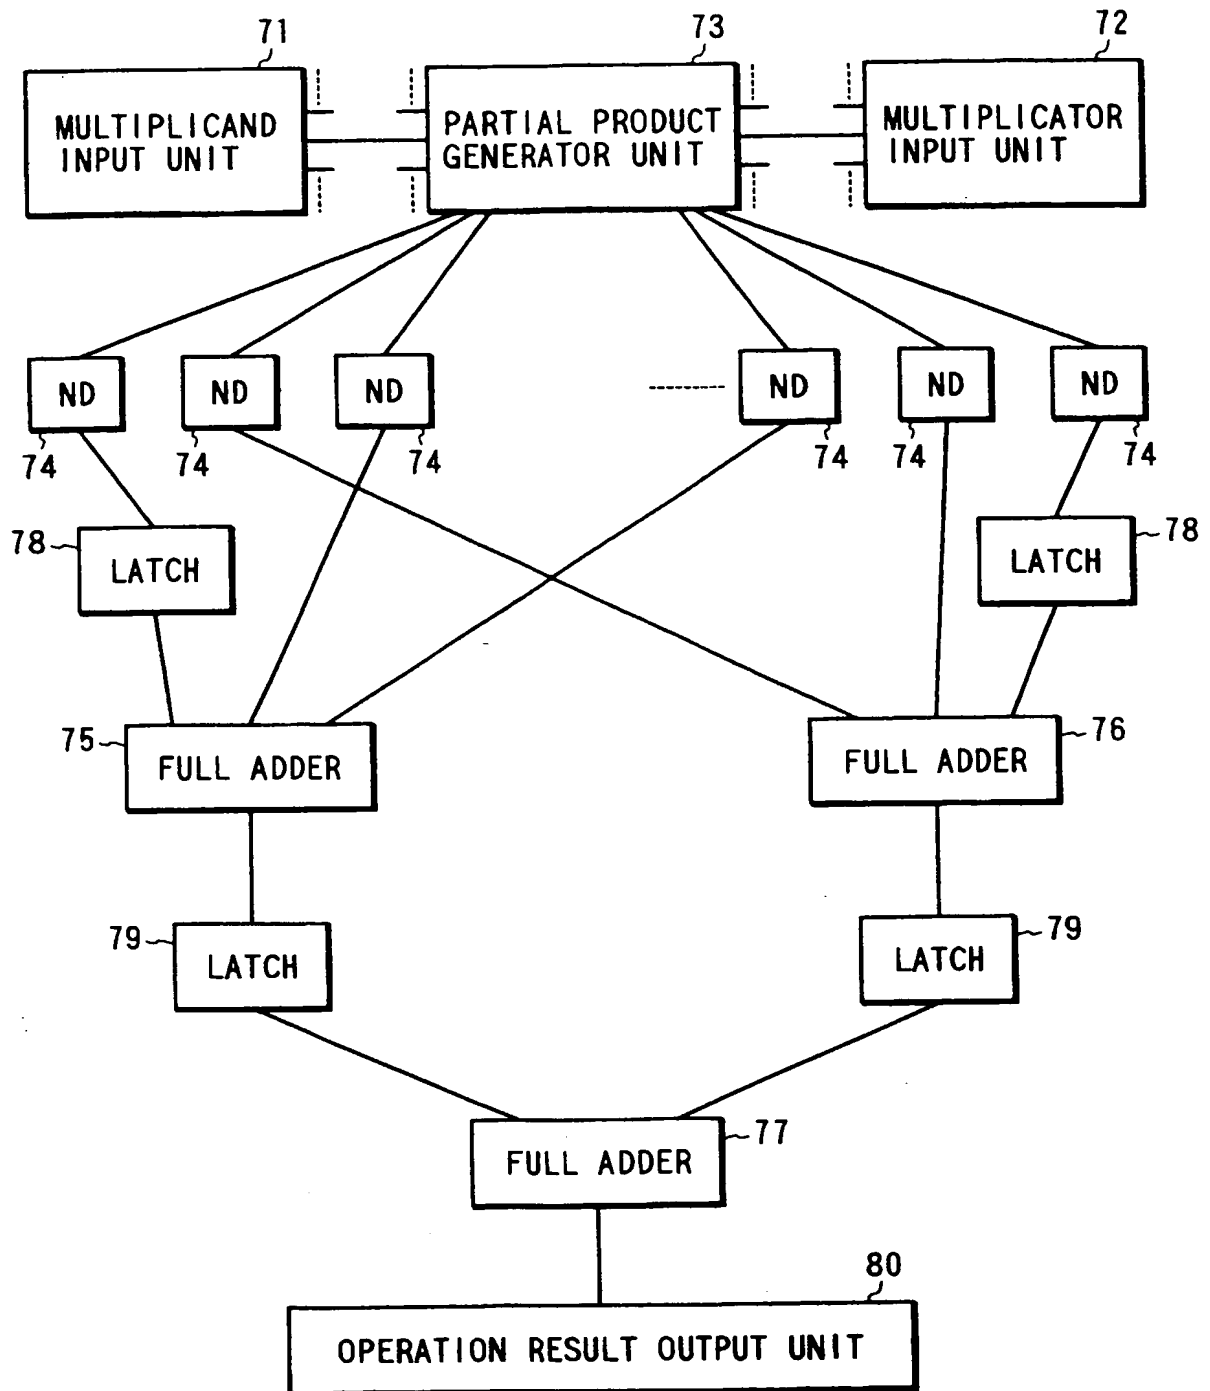 71
73
72
MULTIPLICAND
INPUT UNIT
PARTIAL PRODUCT
GENERATOR UNIT
MULTIPLICATOR
INPUT UNIT
ND
ND
ND
ND
ND
ND
74
74
74
74
74
74
78
LATCH
LATCH
78
75
FULL ADDER
FULL ADDER
76
79
LATCH
LATCH
79
FULL ADDER
77
80
OPERATION RESULT OUTPUT UNIT